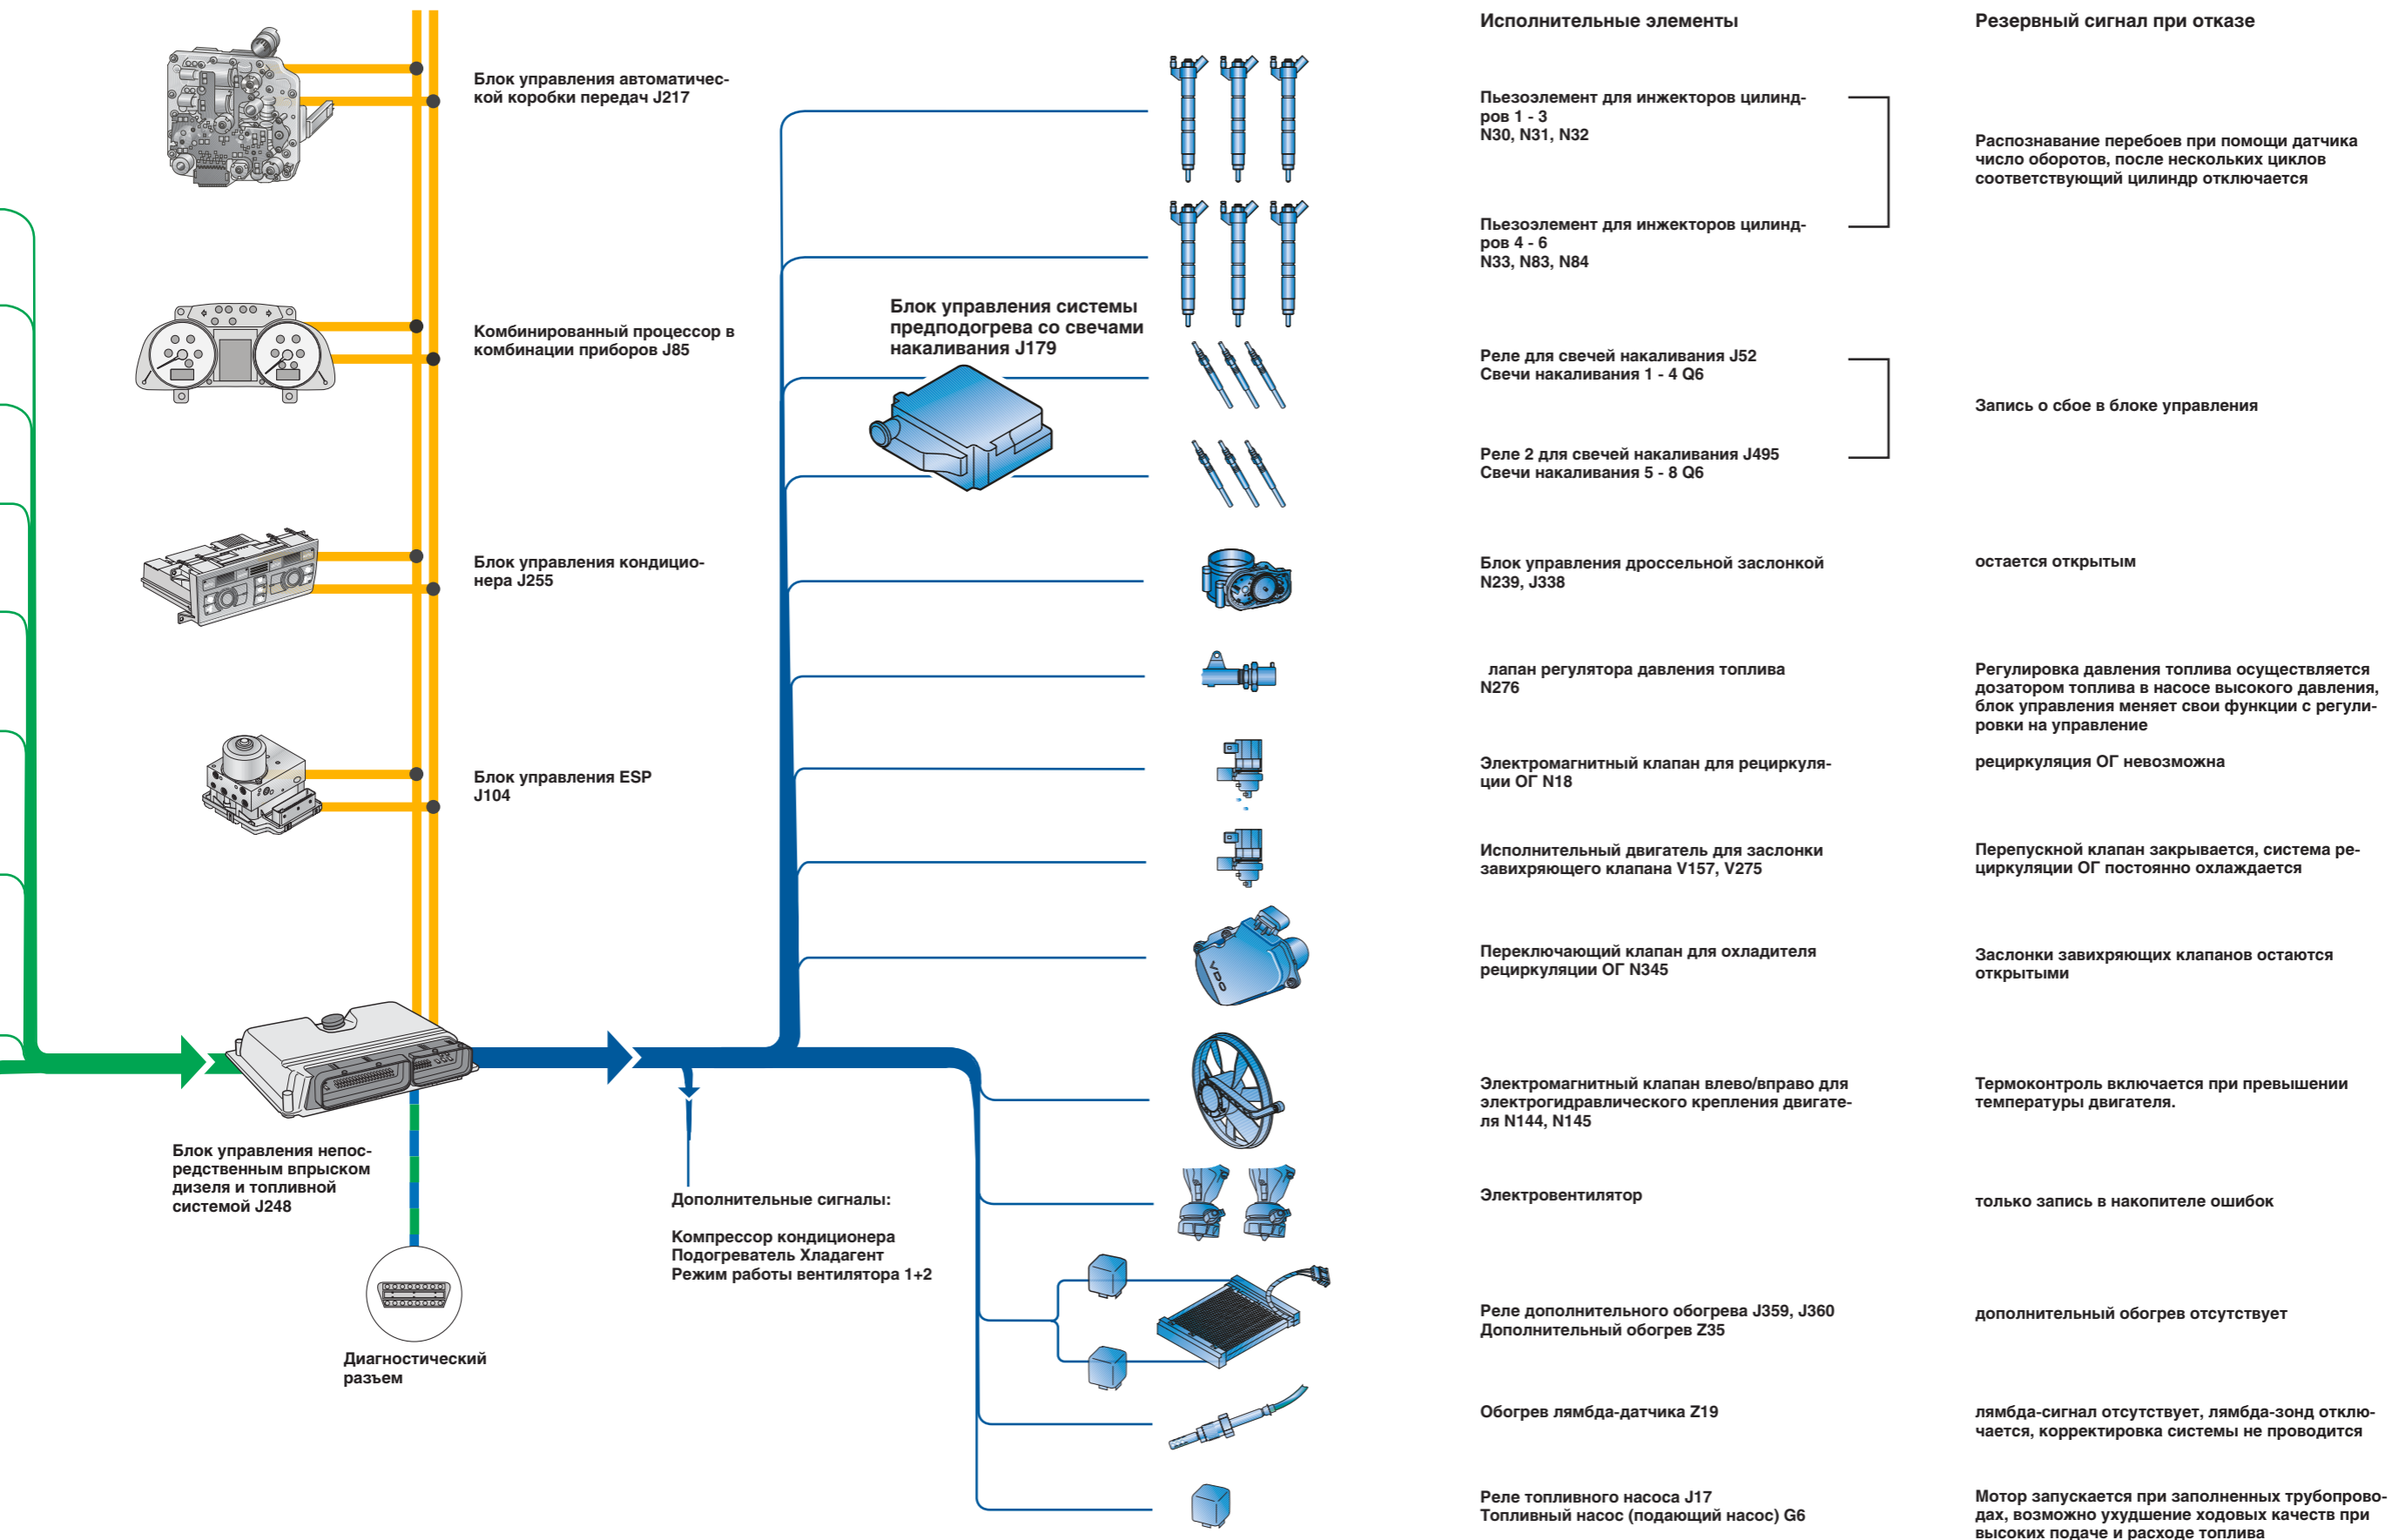 Исполнительные элементы
Резервный сигнал при отказе
Блок управления автоматичес-
кой коробки передач J217
Комбинированный процессор в
комбинации приборов J85
Блок управления кондицио-
нера J255
Блок управления ESP
J104
Блок управления непос-
редственным впрыском
дизеля и топливной
системой J248
Диагностический
разъем
Дополнительные сигналы:
Компрессор кондиционера
Подогреватель Хладагент
Режим работы вентилятора 1+2
Блок управления системы
предподогрева со свечами
накаливания J179
VDO
Пьезоэлемент для инжекторов цилинд-
ров 1 - 3
N30, N31, N32
Распознавание перебоев при помощи датчика
число оборотов, после нескольких циклов
соответствующий цилиндр отключается
Пьезоэлемент для инжекторов цилинд-
ров 4 - 6
N33, N83, N84
Реле для свечей накаливания J52
Свечи накаливания 1 - 4 Q6
Запись о сбое в блоке управления
Реле 2 для свечей накаливания J495
Свечи накаливания 5 - 8 Q6
Блок управления дроссельной заслонкой
N239, J338
остается открытым
лапан регулятора давления топлива
N276
Регулировка давления топлива осуществляется
дозатором топлива в насосе высокого давления,
блок управления меняет свои функции с регули-
ровки на управление
Электромагнитный клапан для рециркуля-
ции ОГ N18
рециркуляция ОГ невозможна
Исполнительный двигатель для заслонки
завихряющего клапана V157, V275
Перепускной клапан закрывается, система ре-
циркуляции ОГ постоянно охлаждается
Переключающий клапан для охладителя
рециркуляции ОГ N345
Заслонки завихряющих клапанов остаются
открытыми
Электромагнитный клапан влево/вправо для
электрогидравлического крепления двигате-
ля N144, N145
Термоконтроль включается при превышении
температуры двигателя.
Электровентилятор
только запись в накопителе ошибок
Реле дополнительного обогрева J359, J360
Дополнительный обогрев Z35
дополнительный обогрев отсутствует
Обогрев лямбда-датчика Z19
лямбда-сигнал отсутствует, лямбда-зонд отклю-
чается, корректировка системы не проводится
Реле топливного насоса J17
Топливный насос (подающий насос) G6
Мотор запускается при заполненных трубопрово-
дах, возможно ухудшение ходовых качеств при
высоких подаче и расходе топлива